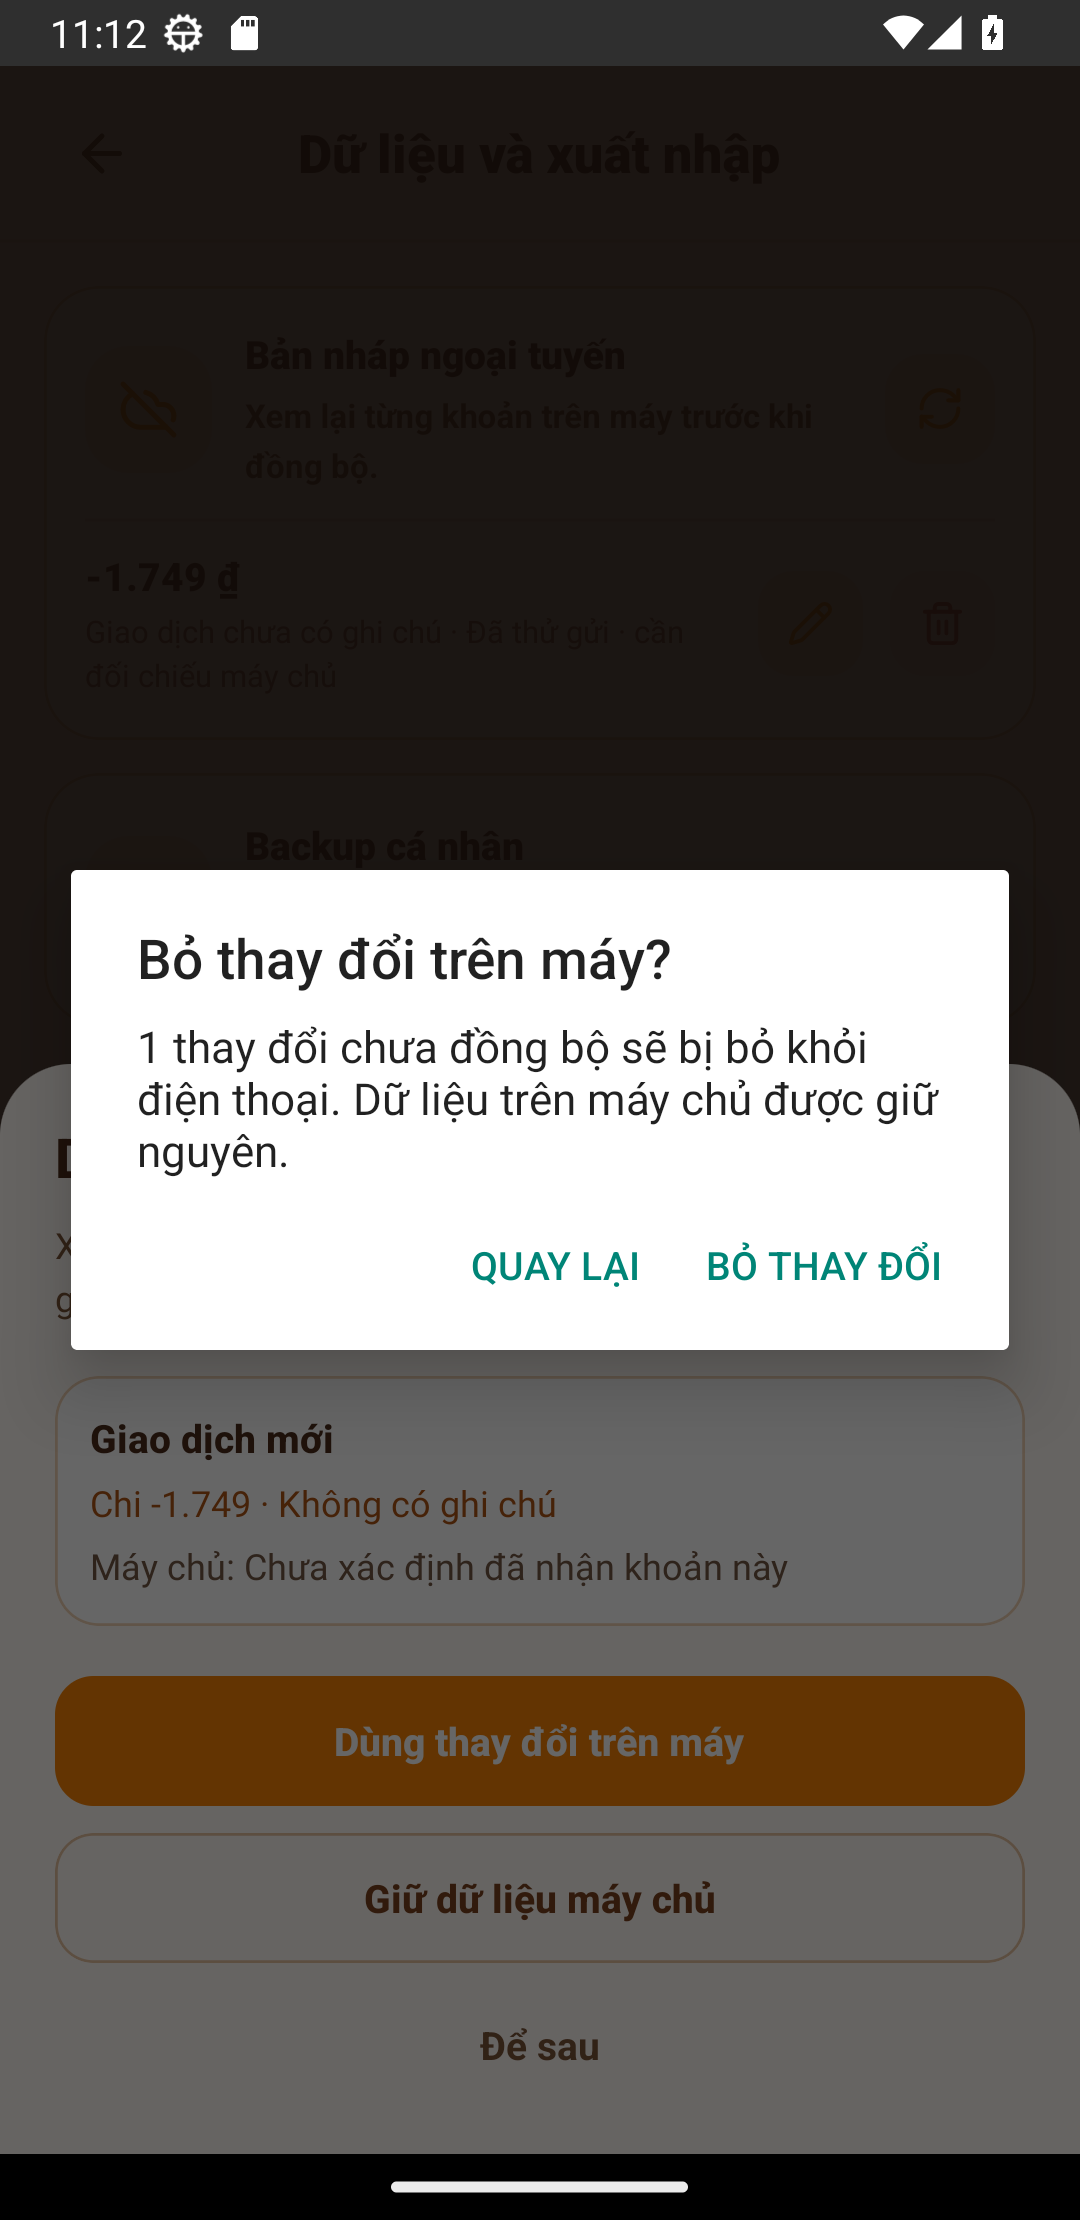 11:12
Dữ liệu và xuất nhập
Bản nháp ngoại tuyến
Xem lại từng khoản trên máy trước khi
đồng bộ.
-1.749 ₫
Giao dịch chưa có ghi chú · Đã thử gửi · cần
đối chiếu máy chủ
Backup cá nhân
Bỏ thay đổi trên máy?
1 thay đổi chưa đồng bộ sẽ bị bỏ khỏi
điện thoại. Dữ liệu trên máy chủ được giữ
nguyên.
QUAY LẠI BỎ THAY ĐỔI
Giao dịch mới
Chi -1.749 · Không có ghi chú
Máy chủ: Chưa xác định đã nhận khoản này
Dùng thay đổi trên máy
Giữ dữ liệu máy chủ
Để sau